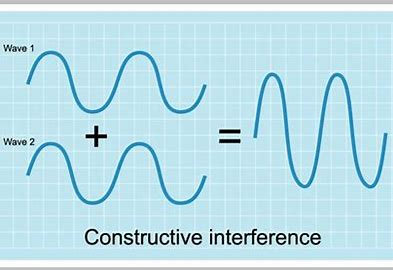 Wave 1
+
=
Wave 2
Constructive interference